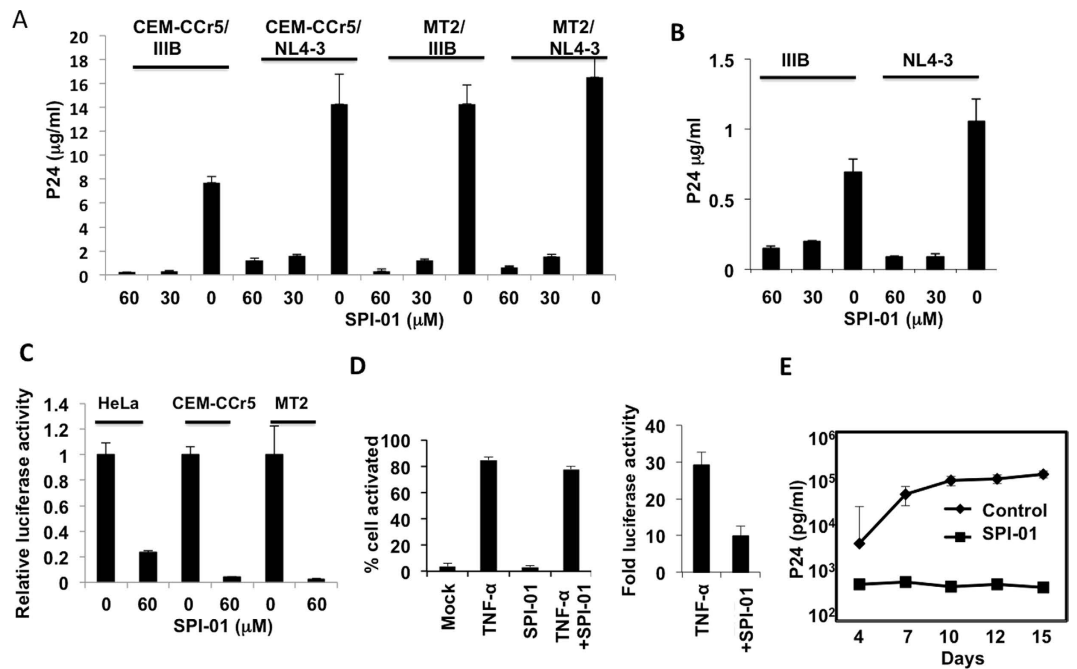 A
CEM-CCr5/ IIIB
CEM-CCr5/ NL4-3
MT2/ IIIB
MT2/ NL4-3
P24 (µg/ml)
20
18
16
14
12
10
8
6
4
2
0
60 30 0 60 30 0 60 30 0 60 30 0
SPI-01 (µM)
B
IIIB NL4-3
P24 µg/ml
1.5
1
0.5
0
60 30 0 60 30 0
SPI-01 (µM)
C
HeLa CEM-CCr5 MT2
Relative luciferase activity
1.4
1.2
1
0.8
0.6
0.4
0.2
0
0 60 0 60 0 60
SPI-01 (µM)
D
% cell activated
100
80
60
40
20
0
Mock
TNF-α
SPI-01
TNF-α
+SPI-01
Fold luciferase activity
40
30
20
10
0
TNF-α
+SPI-01
E
P24 (pg/ml)
10⁶
10⁵
10⁴
10³
10²
Control
SPI-01
4 7 10 12 15
Days